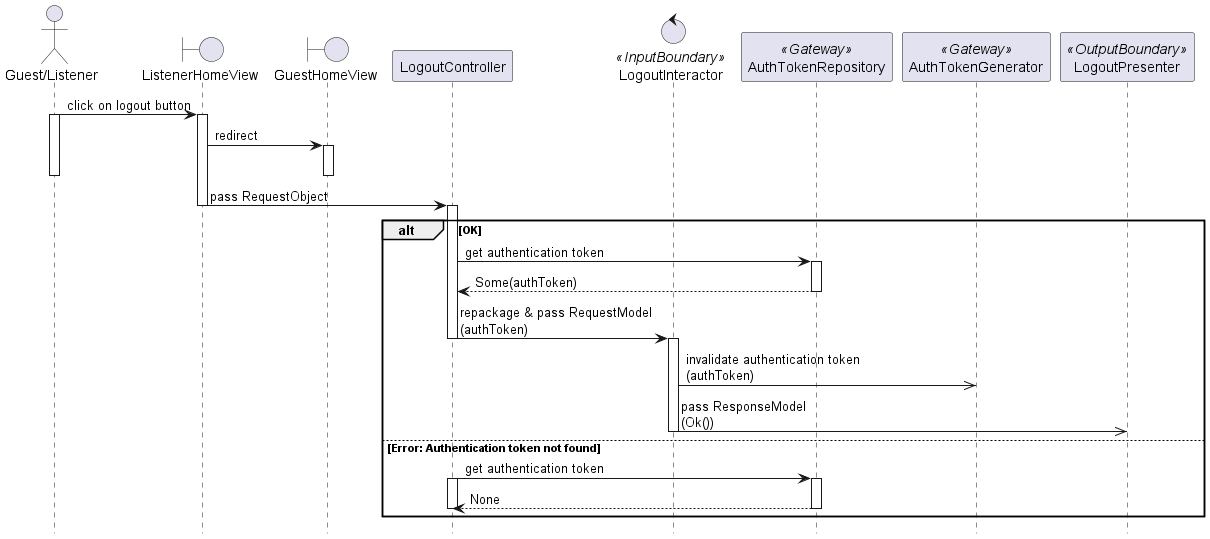 Guest/Listener
ListenerHomeView
GuestHomeView
LogoutController
«InputBoundary»
LogoutInteractor
«Gateway»
AuthTokenRepository
«Gateway»
AuthTokenGenerator
«OutputBoundary»
LogoutPresenter
click on logout button
redirect
pass RequestObject
alt
[OK]
get authentication token
Some(authToken)
repackage & pass RequestModel
(authToken)
invalidate authentication token
(authToken)
pass ResponseModel
(Ok())
[Error: Authentication token not found]
get authentication token
None